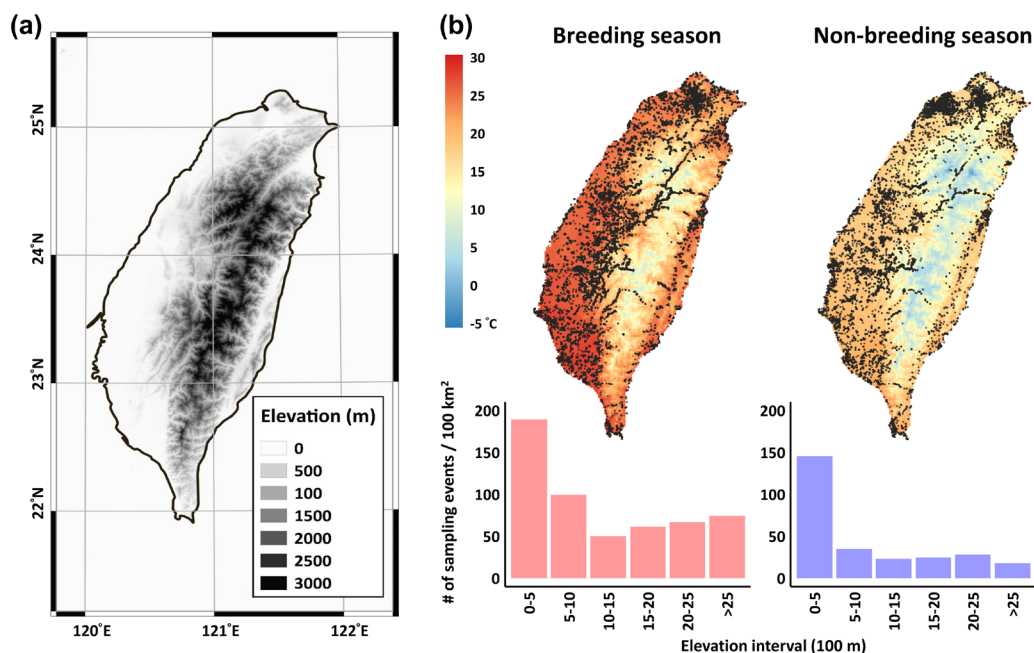 (a)
25°N
24°N
23°N
22°N
120°E
121°E
122°E
Elevation (m)
0
500
100
1500
2000
2500
3000
(b)
Breeding season
Non-breeding season
30
20
15
10
5
0
-5 °C
# of sampling events / 100 km²
200
150
100
50
0
0-5
5-10
10-15
15-20
20-25
>25
200
150
100
50
0
0-5
5-10
10-15
15-20
20-25
>25
Elevation interval (100 m)